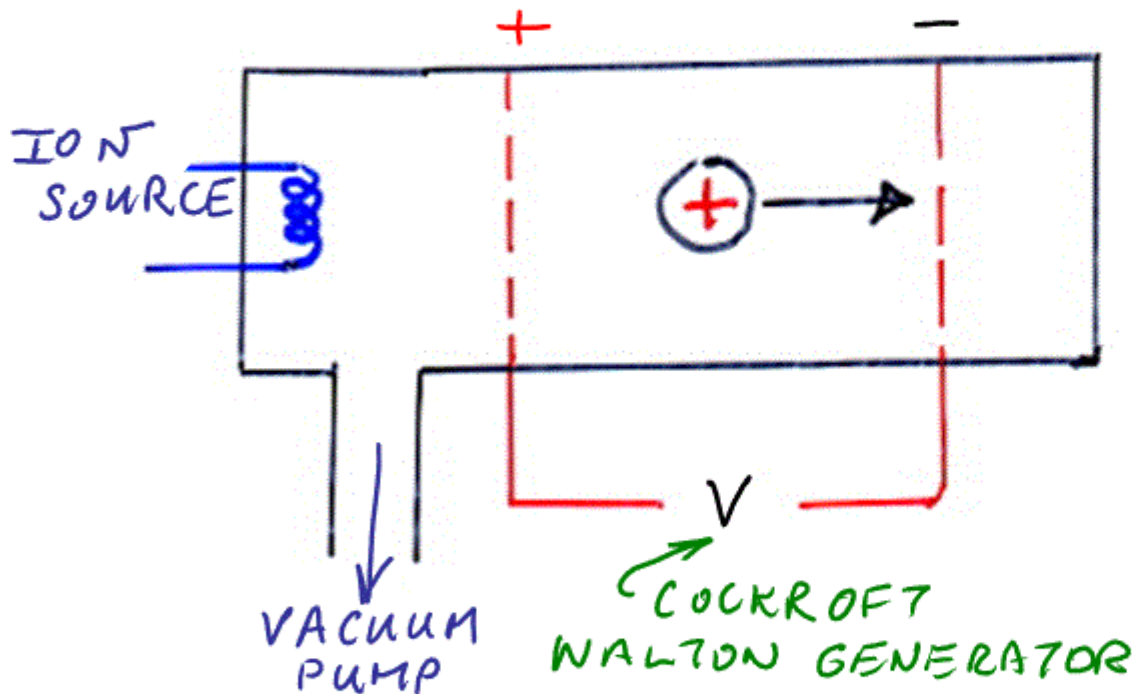 + −
ION
SOURCE
+
V
COCKROFT
WALTON GENERATOR
VACUUM
PUMP